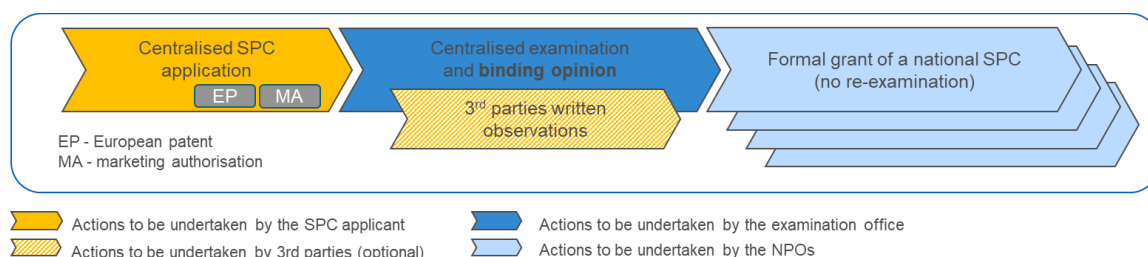 Centralised SPC
application
EP MA
Centralised examination
and binding opinion
3rd parties written
observations
Formal grant of a national SPC
(no re-examination)
EP - European patent
MA - marketing authorisation
Actions to be undertaken by the SPC applicant
Actions to be undertaken by the examination office
Actions to be undertaken by 3rd parties (optional)
Actions to be undertaken by the NPOs